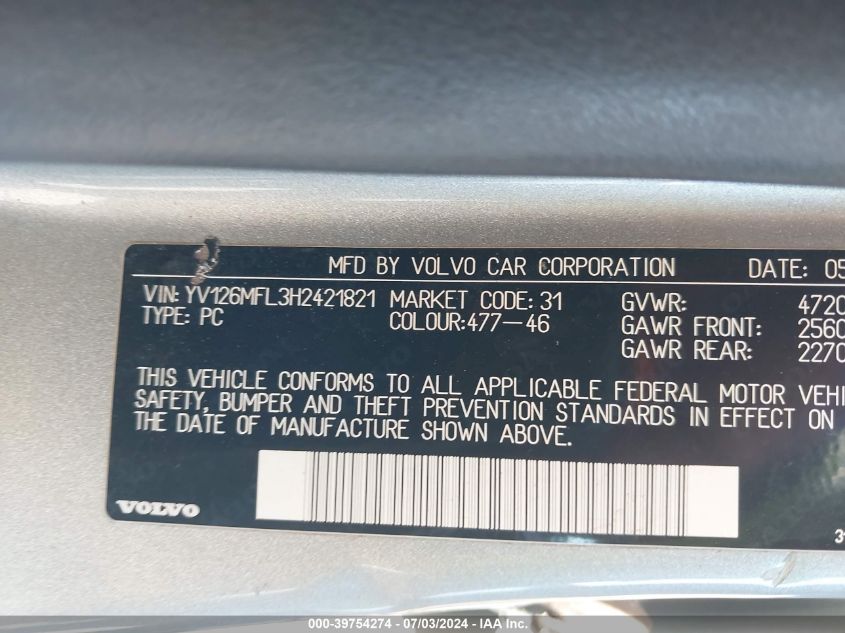 MFD BY VOLVO CAR CORPORATION DATE: 05
VIN: YV126MFL3H2421821 MARKET CODE: 31 GVWR: 4720
TYPE: PC COLOUR:477-46 GAWR FRONT: 2560
GAWR REAR: 2270
THIS VEHICLE CONFORMS TO ALL APPLICABLE FEDERAL MOTOR VEHI
SAFETY, BUMPER AND THEFT PREVENTION STANDARDS IN EFFECT ON
THE DATE OF MANUFACTURE SHOWN ABOVE.
VOLVO
3
000-39754274 - 07/03/2024 - IAA Inc.